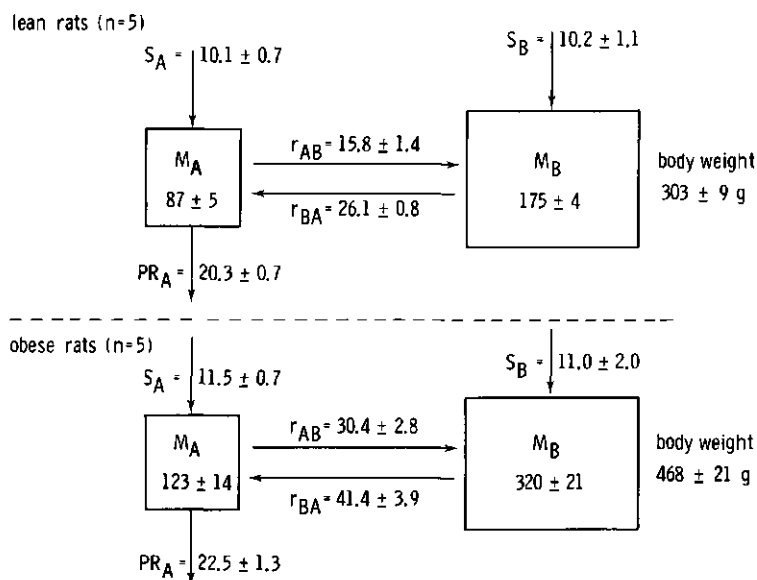 lean rats (n=5)
S_A = 10.1 ± 0.7
S_B = 10.2 ± 1.1
M_A
87 ± 5
r_AB = 15.8 ± 1.4
r_BA = 26.1 ± 0.8
M_B
175 ± 4
body weight
303 ± 9 g
PR_A = 20.3 ± 0.7
obese rats (n=5)
S_A = 11.5 ± 0.7
S_B = 11.0 ± 2.0
M_A
123 ± 14
r_AB = 30.4 ± 2.8
r_BA = 41.4 ± 3.9
M_B
320 ± 21
body weight
468 ± 21 g
PR_A = 22.5 ± 1.3